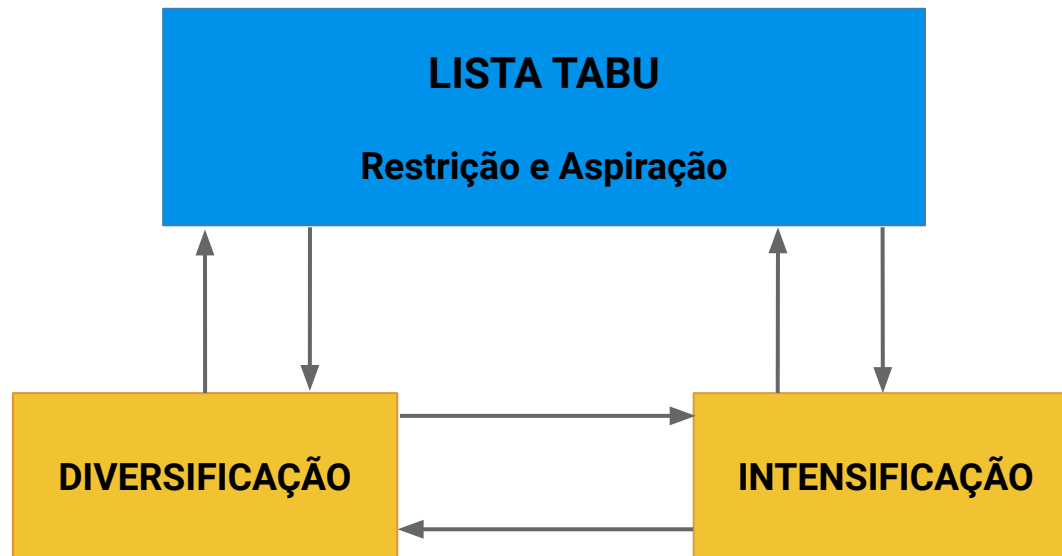 LISTA TABU
Restrição e Aspiração
DIVERSIFICAÇÃO
INTENSIFICAÇÃO